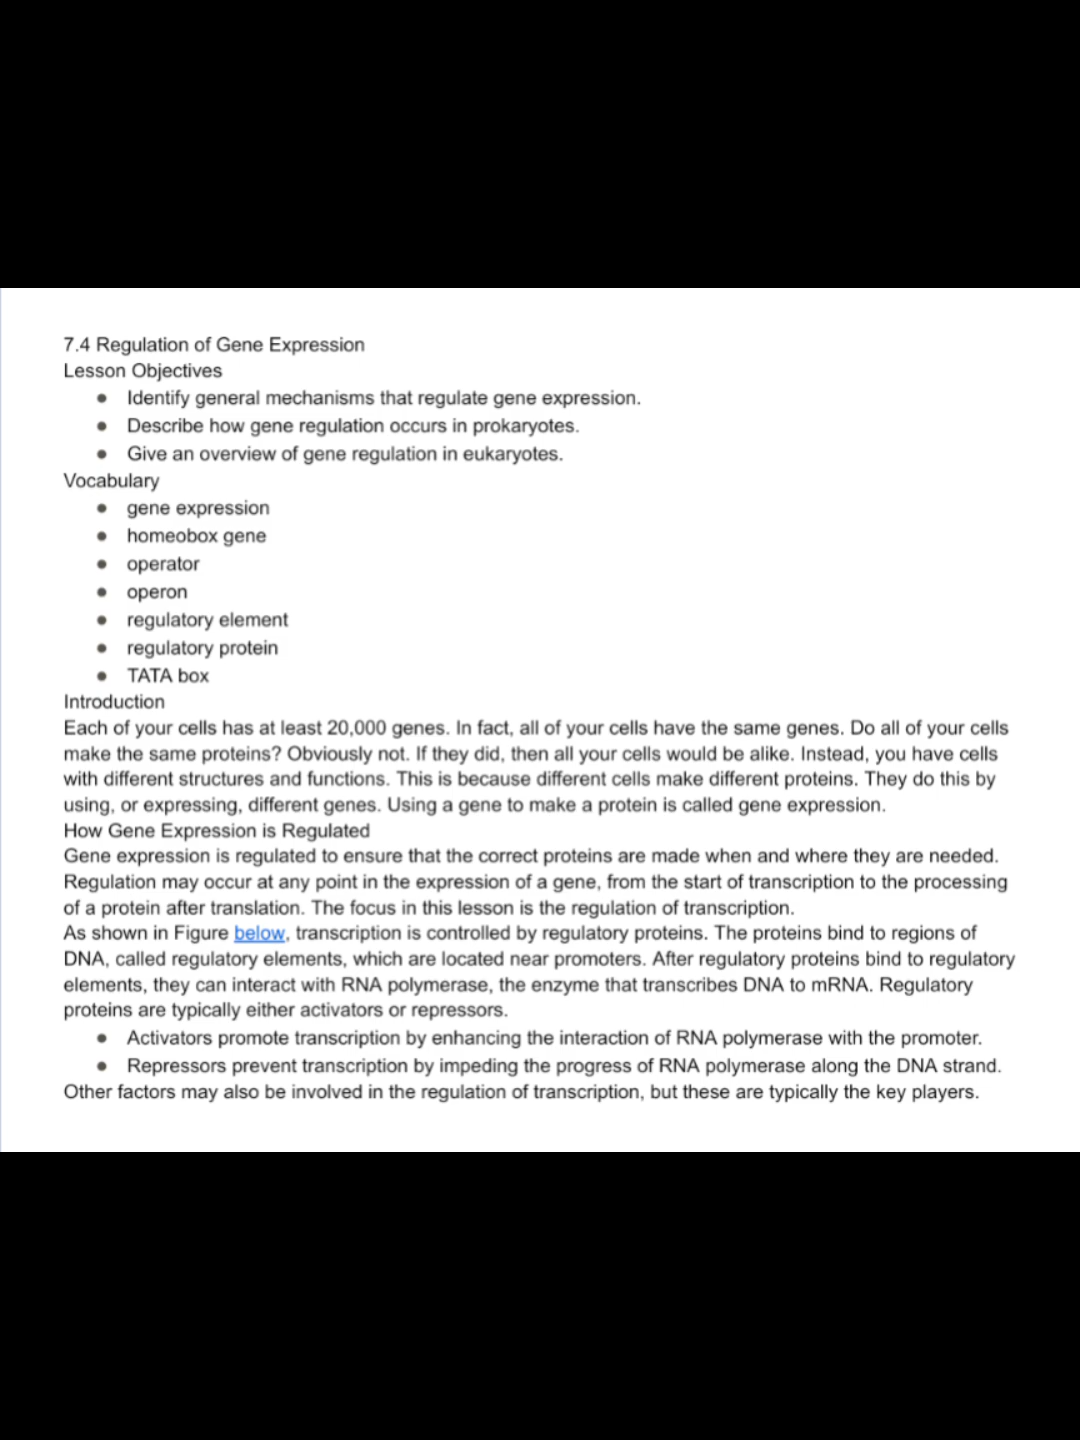 7.4 Regulation of Gene Expression
Lesson Objectives
● Identify general mechanisms that regulate gene expression.
● Describe how gene regulation occurs in prokaryotes.
● Give an overview of gene regulation in eukaryotes.
Vocabulary
● gene expression
● homeobox gene
● operator
● operon
● regulatory element
● regulatory protein
● TATA box
Introduction
Each of your cells has at least 20,000 genes. In fact, all of your cells have the same genes. Do all of your cells
make the same proteins? Obviously not. If they did, then all your cells would be alike. Instead, you have cells
with different structures and functions. This is because different cells make different proteins. They do this by
using, or expressing, different genes. Using a gene to make a protein is called gene expression.
How Gene Expression is Regulated
Gene expression is regulated to ensure that the correct proteins are made when and where they are needed.
Regulation may occur at any point in the expression of a gene, from the start of transcription to the processing
of a protein after translation. The focus in this lesson is the regulation of transcription.
As shown in Figure below, transcription is controlled by regulatory proteins. The proteins bind to regions of
DNA, called regulatory elements, which are located near promoters. After regulatory proteins bind to regulatory
elements, they can interact with RNA polymerase, the enzyme that transcribes DNA to mRNA. Regulatory
proteins are typically either activators or repressors.
● Activators promote transcription by enhancing the interaction of RNA polymerase with the promoter.
● Repressors prevent transcription by impeding the progress of RNA polymerase along the DNA strand.
Other factors may also be involved in the regulation of transcription, but these are typically the key players.